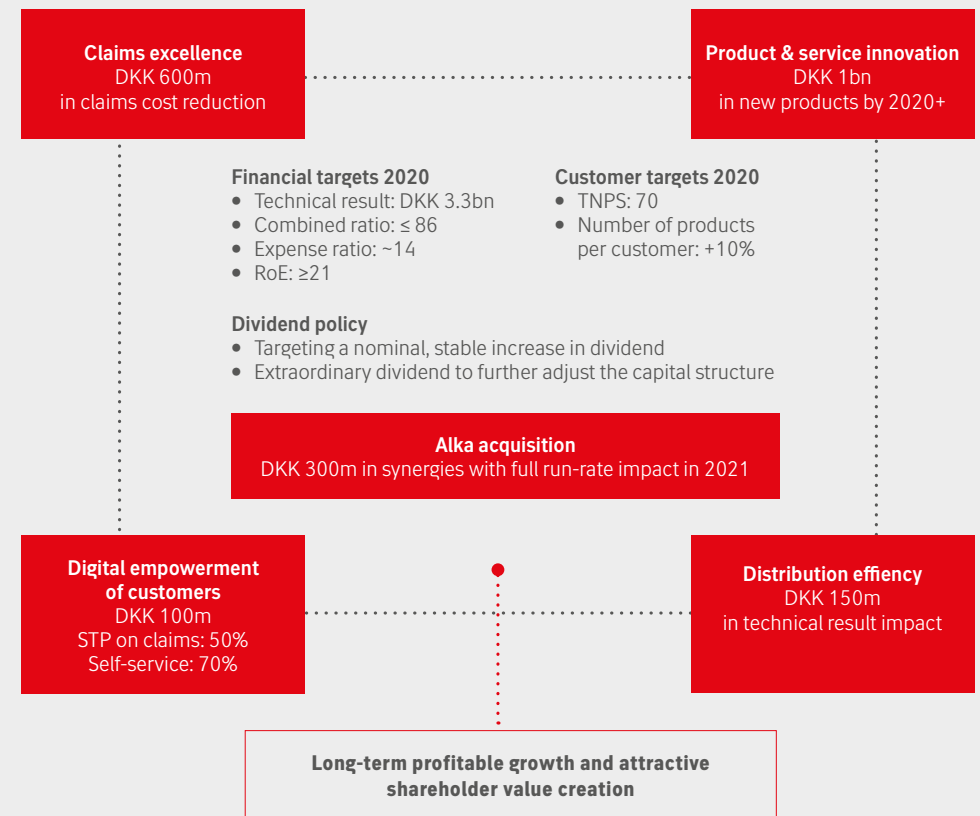 Claims excellence
DKK 600m
in claims cost reduction
Product & service innovation
DKK 1bn
in new products by 2020+
Financial targets 2020
• Technical result: DKK 3.3bn
• Combined ratio: ≤ 86
• Expense ratio: ~14
• RoE: ≥21
Customer targets 2020
• TNPS: 70
• Number of products
per customer: +10%
Dividend policy
• Targeting a nominal, stable increase in dividend
• Extraordinary dividend to further adjust the capital structure
Alka acquisition
DKK 300m in synergies with full run-rate impact in 2021
Digital empowerment
of customers
DKK 100m
STP on claims: 50%
Self-service: 70%
Distribution effiency
DKK 150m
in technical result impact
Long-term profitable growth and attractive
shareholder value creation